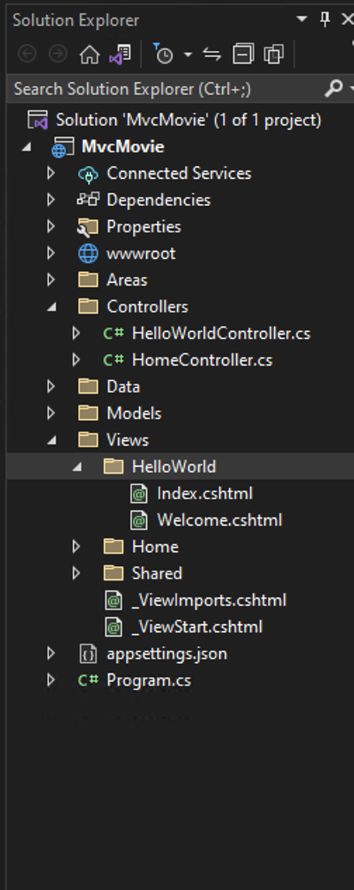 Solution Explorer
Search Solution Explorer (Ctrl+;)
Solution 'MvcMovie' (1 of 1 project)
MvcMovie
Connected Services
Dependencies
Properties
wwwroot
Areas
Controllers
C# HelloWorldController.cs
C# HomeController.cs
Data
Models
Views
HelloWorld
Index.cshtml
Welcome.cshtml
Home
Shared
_ViewImports.cshtml
_ViewStart.cshtml
appsettings.json
C# Program.cs